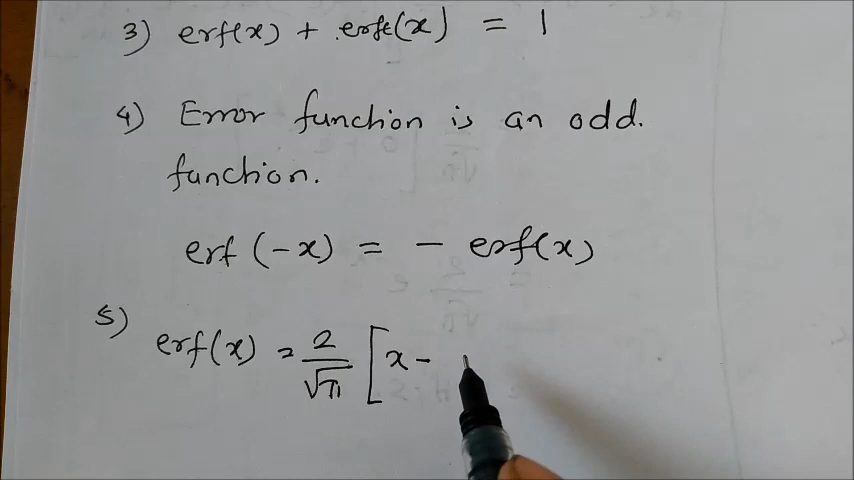 3) erf(x) + erfc(x) = 1
4) Error function is an odd.
function.
erf (-x) = - erf(x)
5)
erf(x) = 2/√π [x -